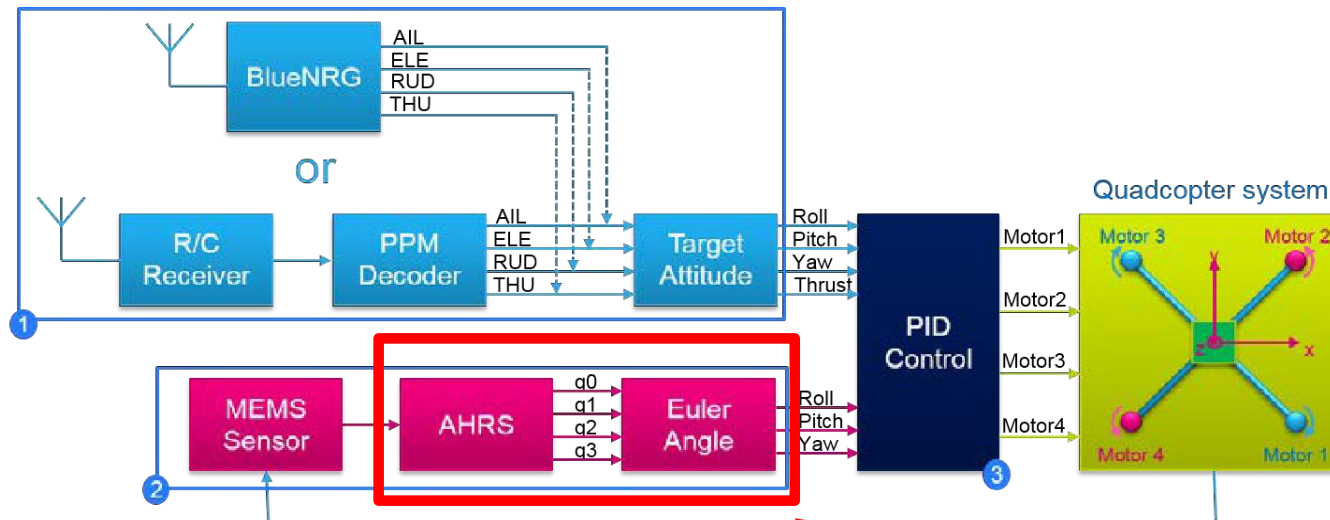 AIL
ELE
RUD
THU
BlueNRG
or
R/C
Receiver
PPM
Decoder
AIL
ELE
RUD
THU
Target
Attitude
Roll
Pitch
Yaw
Thrust
1
MEMS
Sensor
AHRS
q0
q1
q2
q3
Euler
Angle
Roll
Pitch
Yaw
2
PID
Control
3
Motor1
Motor2
Motor3
Motor4
Quadcopter system
Motor 3
Motor 2
Y
Z
x
Motor 4
Motor 1